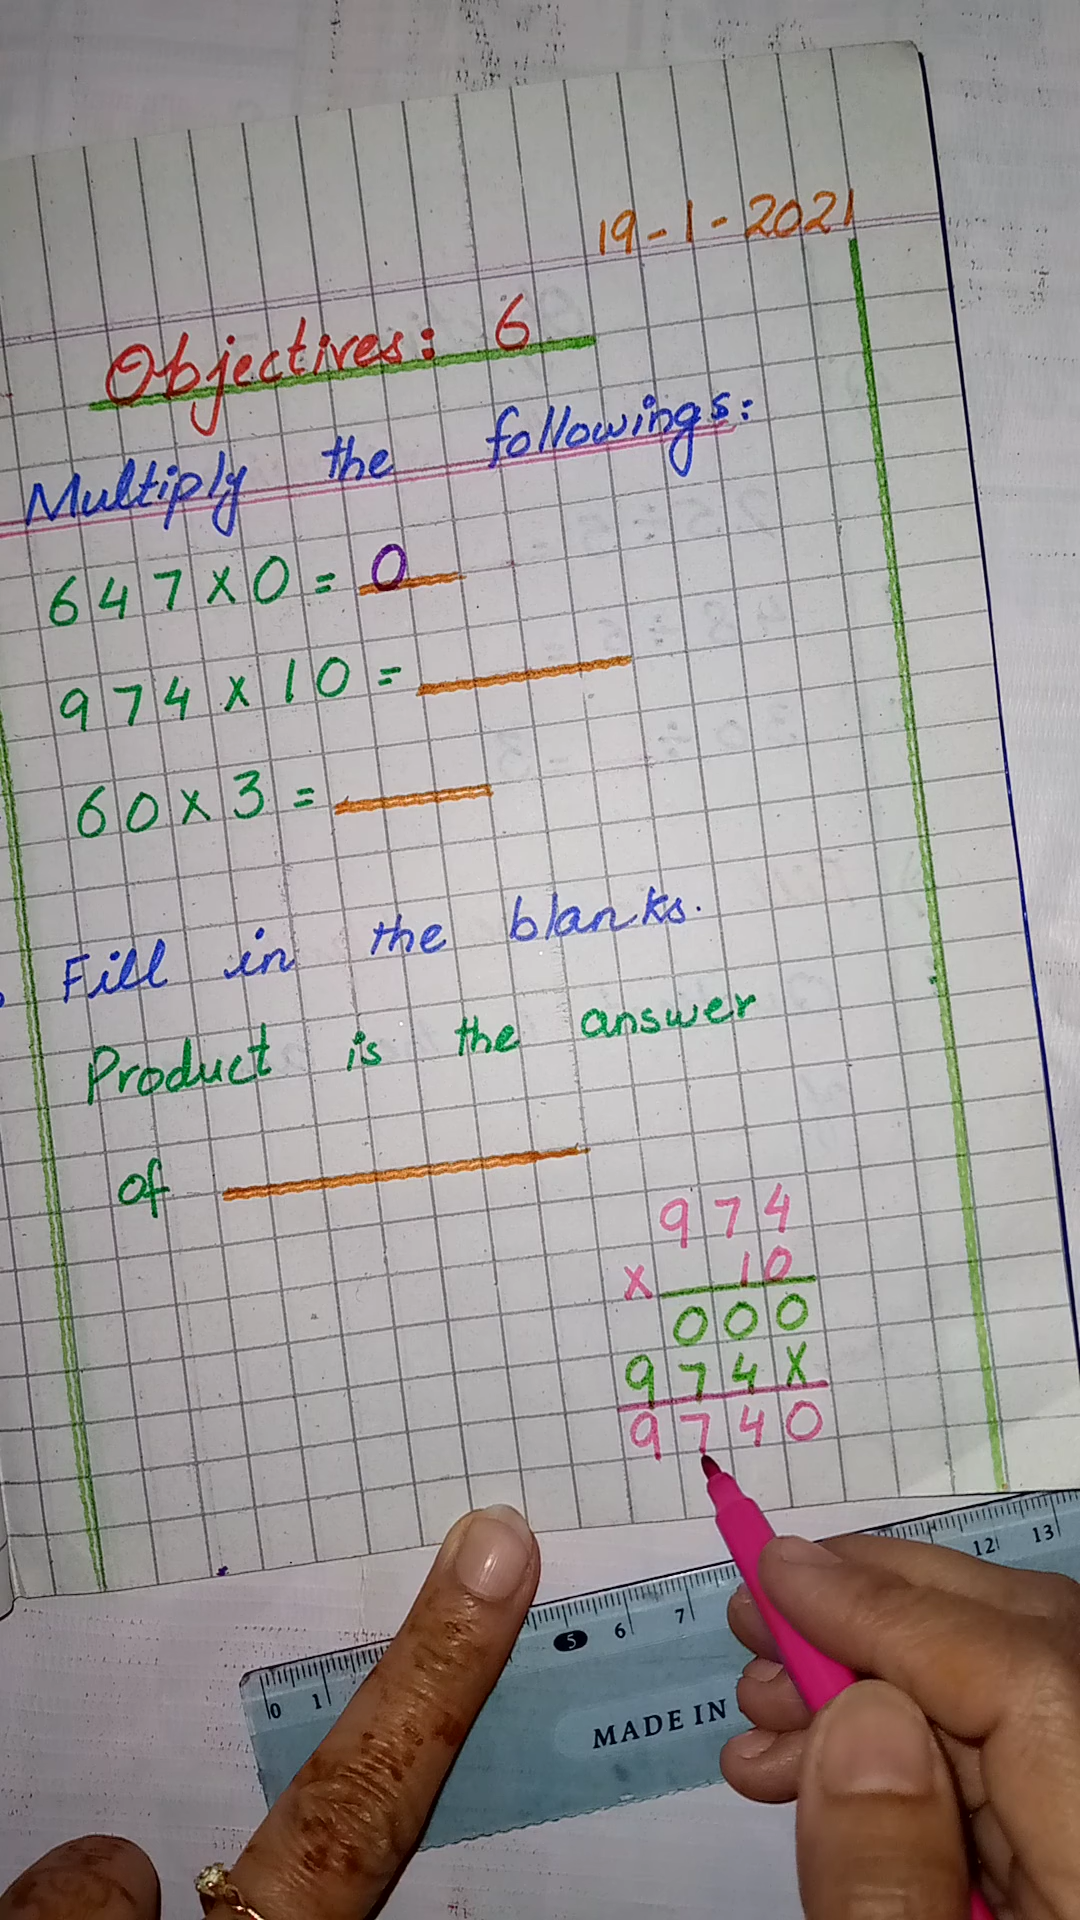 19-1-2021
Objectives: 6
Multiply the followings:
647×0 = 0
974×10 =
60×3 =
Fill in the blanks.
Product is the answer
of
974
× 10
000
974X
9740
0 1 5 6 7 12 13
MADE IN